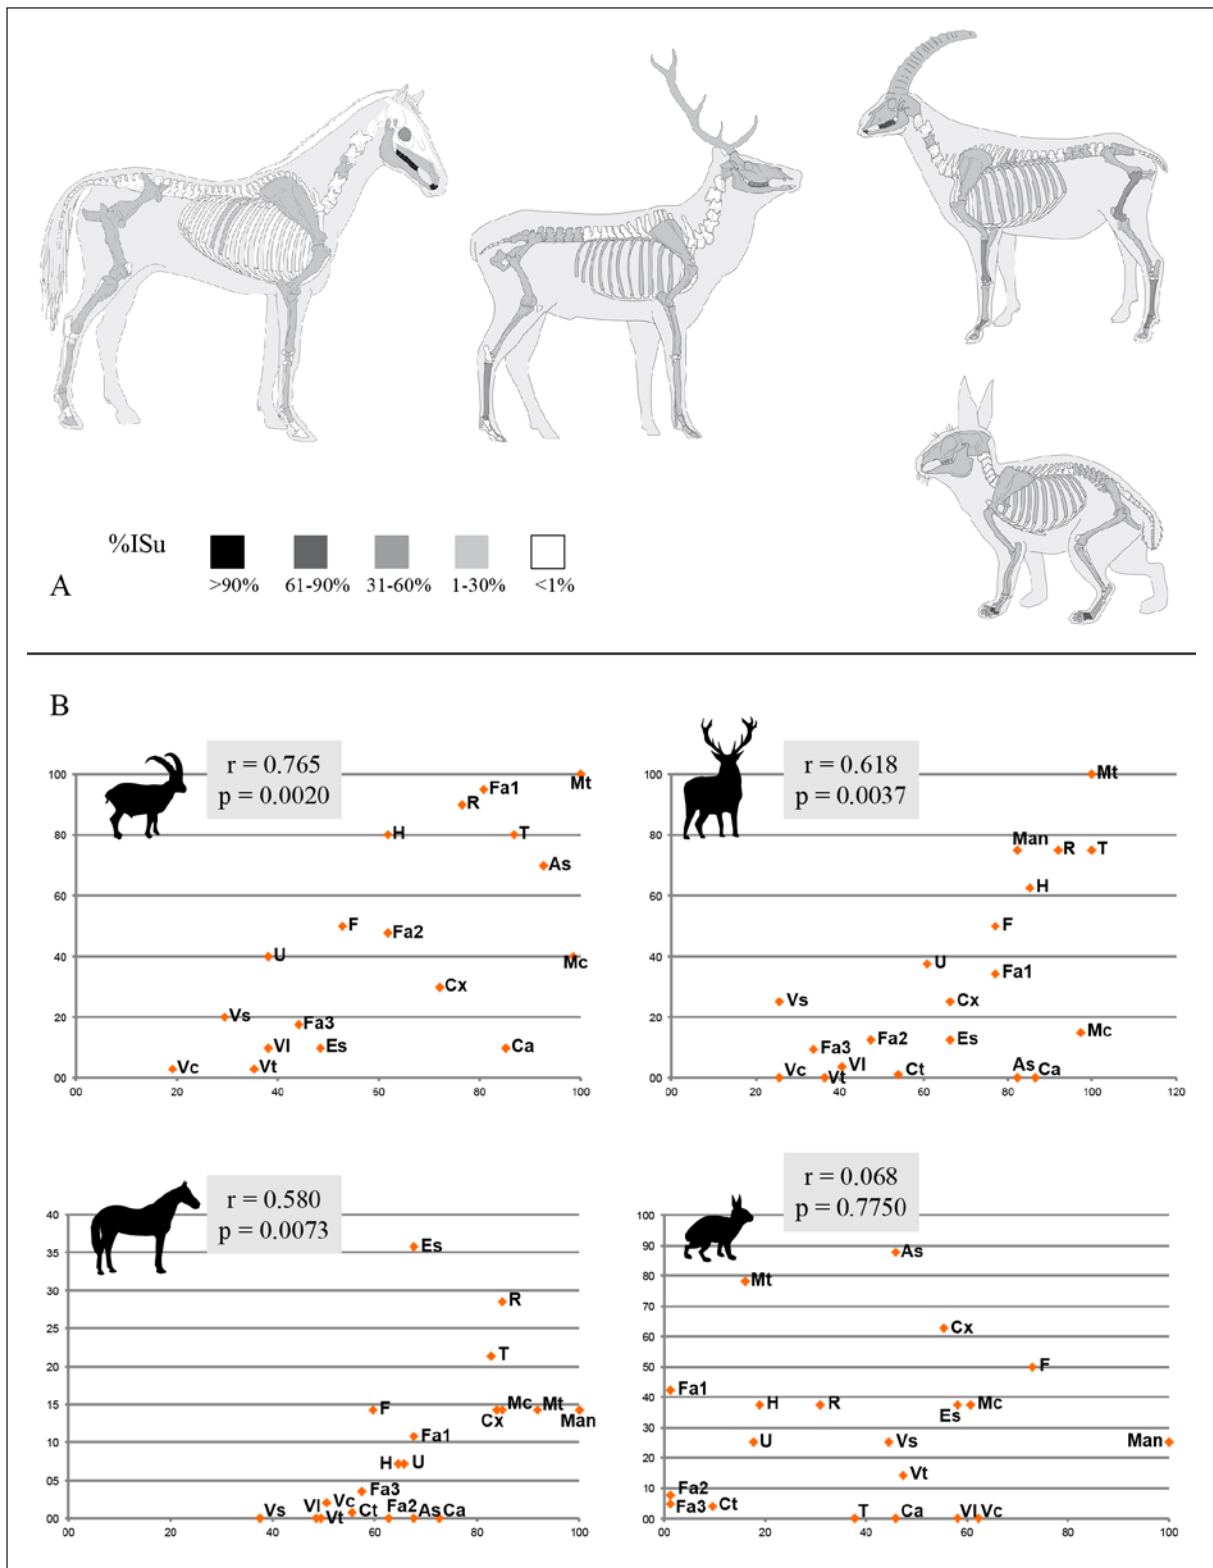 %ISu
>90% 61-90% 31-60% 1-30% <1%
A
B
r = 0.765
p = 0.0020
100
80
60
40
20
00
00 20 40 60 80 100
Mt
Fa1
R
H
T
As
F
Fa2
U
Mc
Cx
Vs
Fa3
Vl
Es
Ca
Vc
Vt
r = 0.618
p = 0.0037
100
80
60
40
20
00
00 20 40 60 80 100 120
Mt
Man
R
T
H
F
U
Fa1
Vs
Cx
Mc
Fa3
Fa2
Es
Vl
Vc
Vt
Ct
As
Ca
r = 0.580
p = 0.0073
40
35
30
25
20
15
10
05
00
00 20 40 60 80 100
Es
R
T
F
Cx
Mc
Mt
Man
Fa1
H
U
Fa3
Vs
Vl
Vc
Vt
Ct
Fa2
As
Ca
r = 0.068
p = 0.7750
100
90
80
70
60
50
40
30
20
10
00
00 20 40 60 80 100
As
Mt
Cx
F
Fa1
H
R
Es
Mc
U
Vs
Man
Vt
Fa2
Fa3
Ct
T
Ca
Vl
Vc